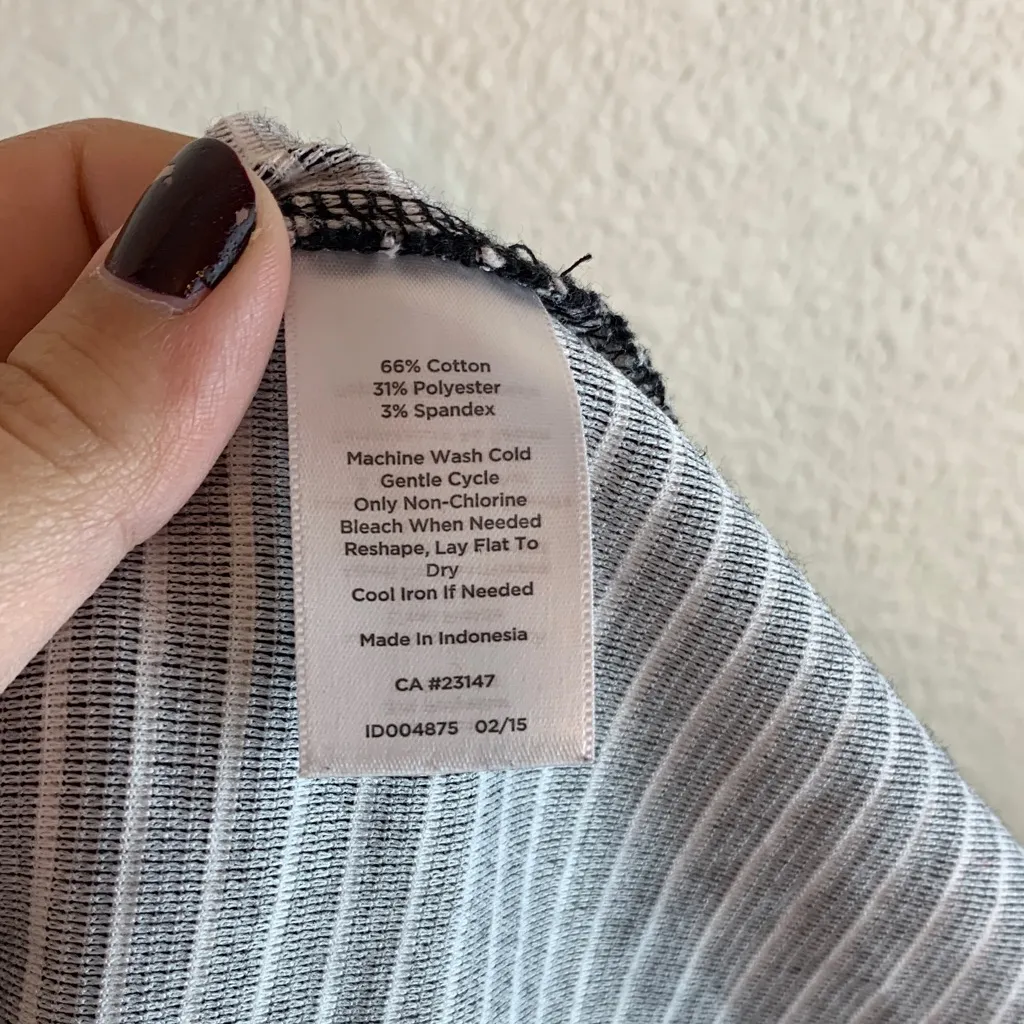 66% Cotton
31% Polyester
3% Spandex
Machine Wash Cold
Gentle Cycle
Only Non-Chlorine
Bleach When Needed
Reshape, Lay Flat To
Dry
Cool Iron If Needed
Made In Indonesia
CA #23147
ID004875 02/15